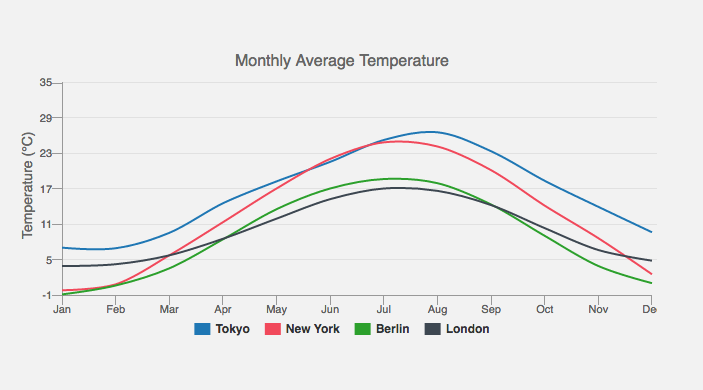 Monthly Average Temperature
Temperature (°C)
35
29
23
17
11
5
-1
Jan Feb Mar Apr May Jun Jul Aug Sep Oct Nov De
Tokyo New York Berlin London